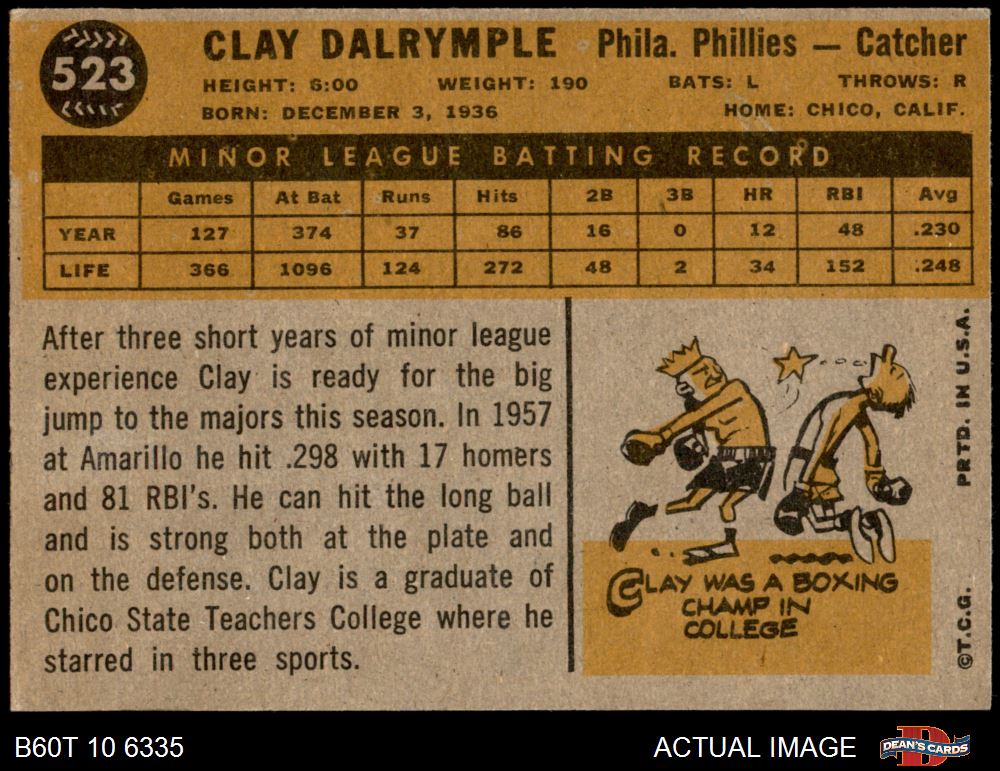 523
CLAY DALRYMPLE Phila. Phillies — Catcher
HEIGHT: 6:00 WEIGHT: 190 BATS: L THROWS: R
BORN: DECEMBER 3, 1936 HOME: CHICO, CALIF.
MINOR LEAGUE BATTING RECORD
Games At Bat Runs Hits 2B 3B HR RBI Avg
YEAR 127 374 37 86 16 0 12 48 .230
LIFE 366 1096 124 272 48 2 34 152 .248
After three short years of minor league
experience Clay is ready for the big
jump to the majors this season. In 1957
at Amarillo he hit .298 with 17 homers
and 81 RBI's. He can hit the long ball
and is strong both at the plate and
on the defense. Clay is a graduate of
Chico State Teachers College where he
starred in three sports.
CLAY WAS A BOXING
CHAMP IN
COLLEGE
©T.C.G. PRTD. IN U.S.A.
B60T 10 6335 ACTUAL IMAGE DEAN'S CARDS